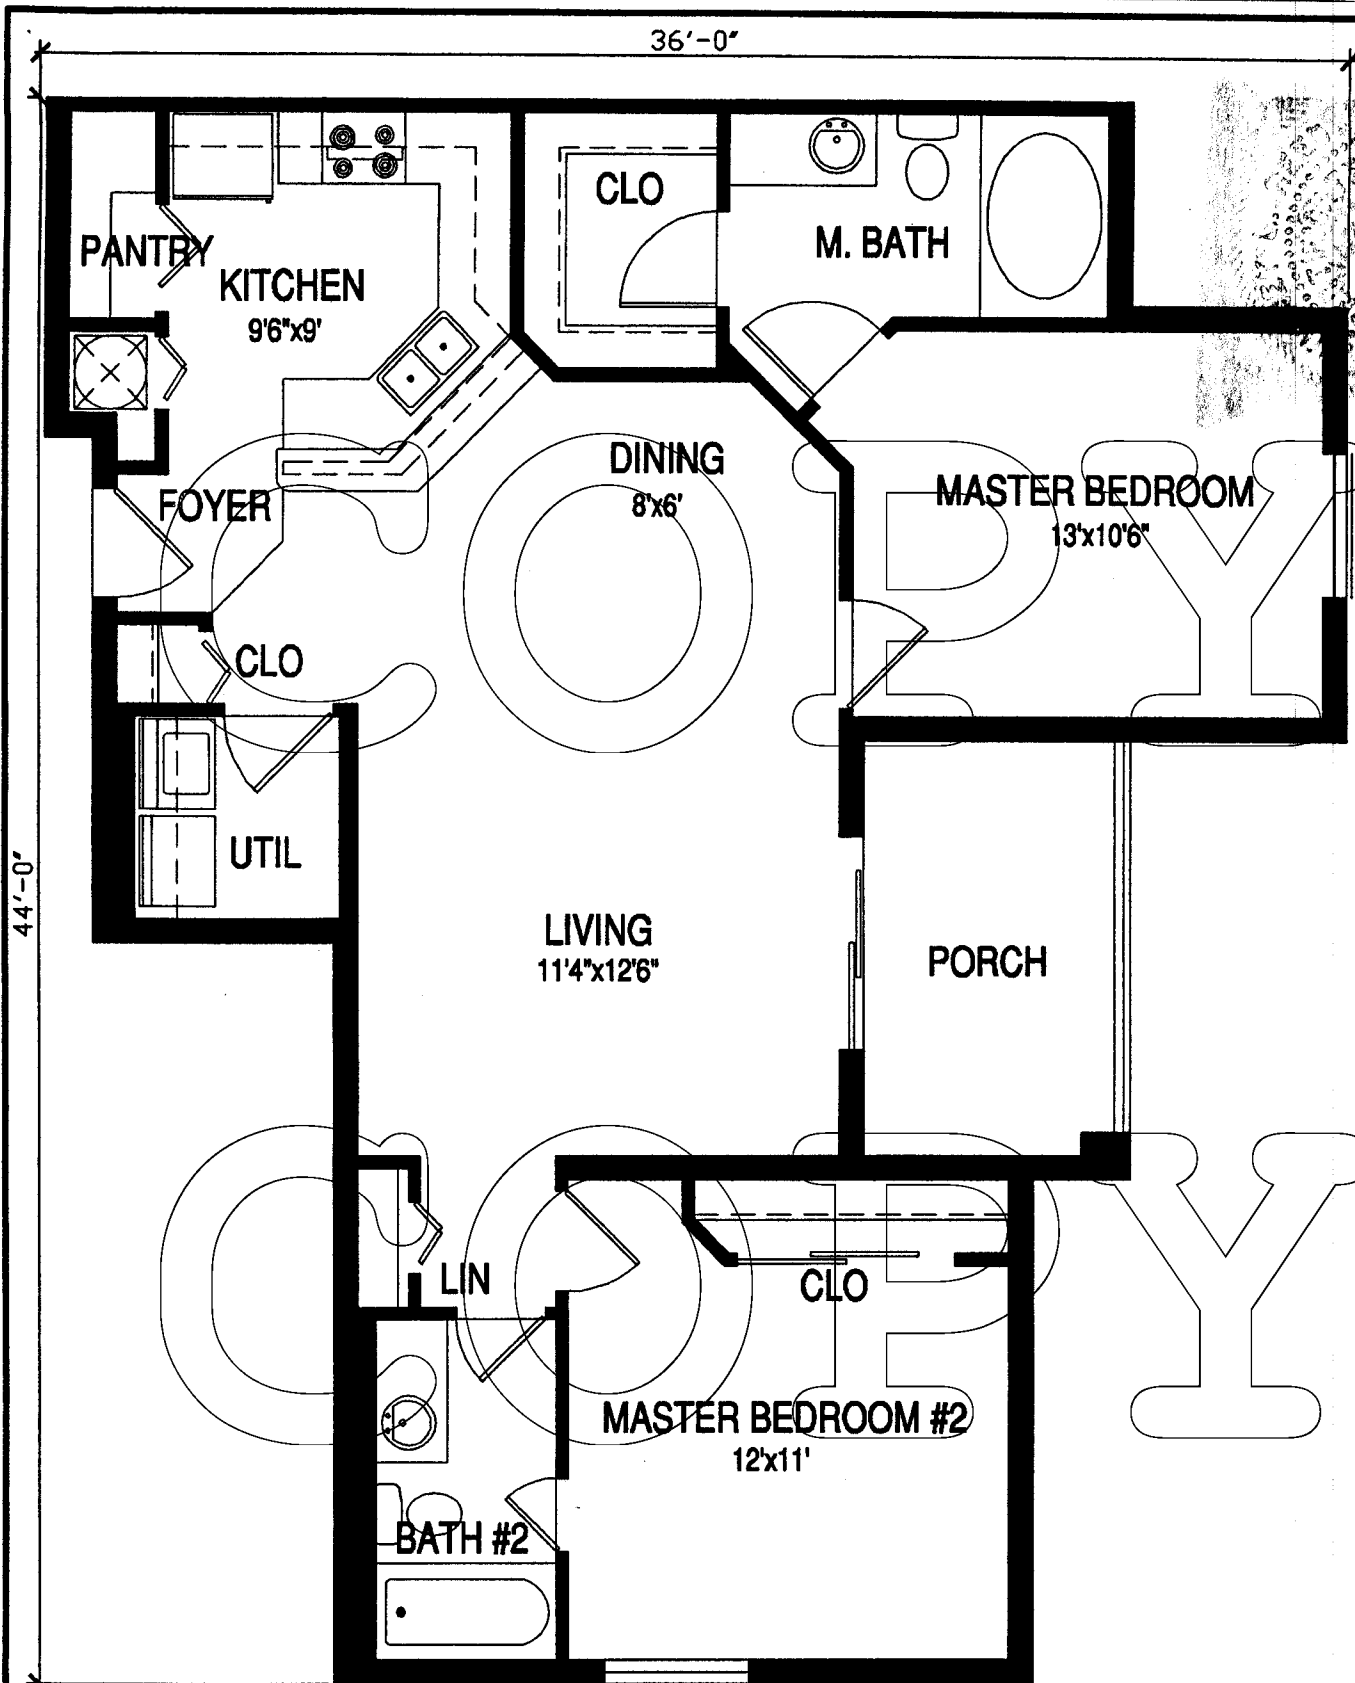 36'-0"
CLO
M. BATH
PANTRY
KITCHEN
9'6"x9'
DINING
8'x6'
MASTER BEDROOM
13'x10'6"
FOYER
CLO
UTIL
44'-0"
LIVING
11'4"x12'6"
PORCH
LIN
CLO
MASTER BEDROOM #2
12'x11'
BATH #2
COPY
COPY